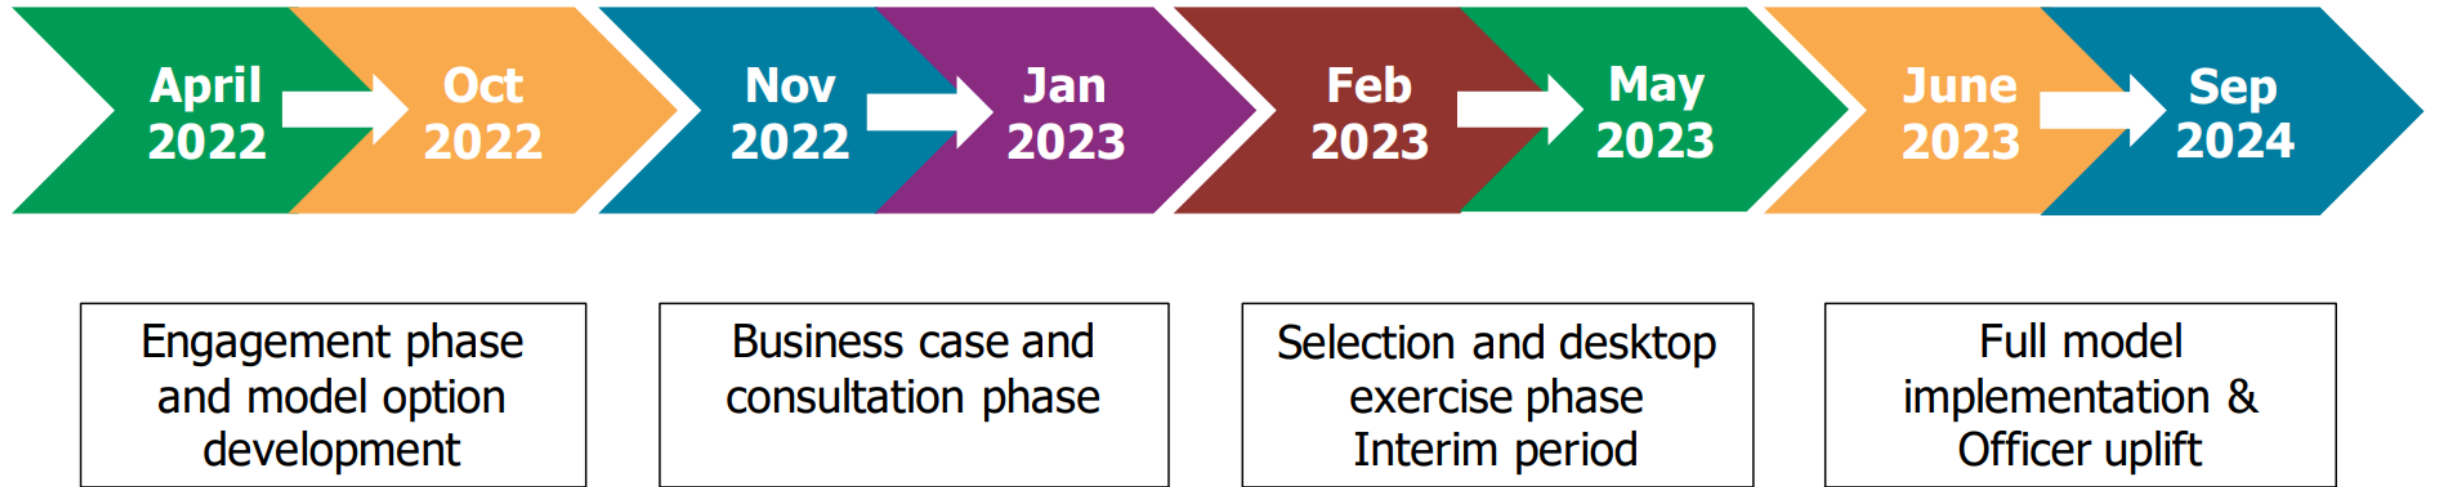 April
2022
Oct
2022
Nov
2022
Jan
2023
Feb
2023
May
2023
June
2023
Sep
2024
Engagement phase
and model option
development
Business case and
consultation phase
Selection and desktop
exercise phase
Interim period
Full model
implementation &
Officer uplift